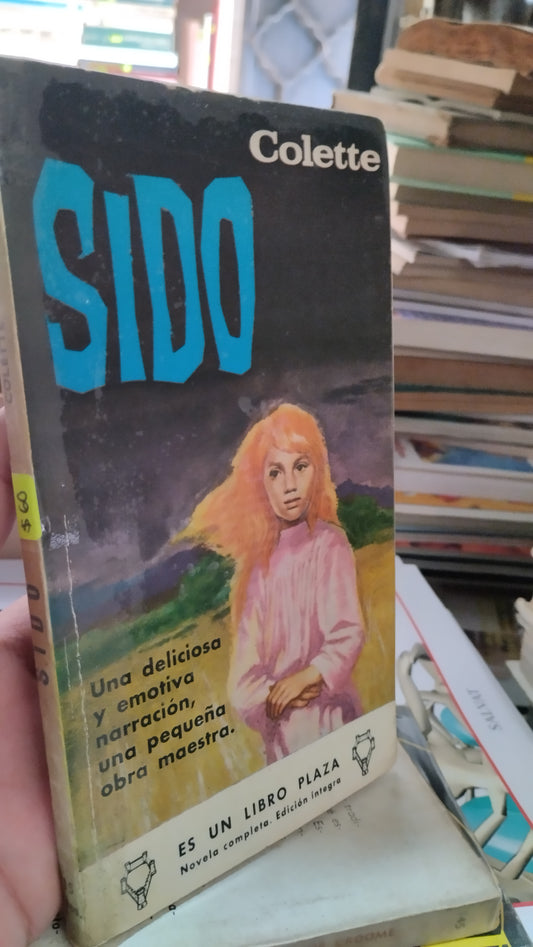 Colette
SIDO
Una deliciosa
y emotiva
narración,
una pequeña
obra maestra.
ES UN LIBRO PLAZA
Novela completa. Edición íntegra
COLETTE
$ 60
SIDO
SALVAT